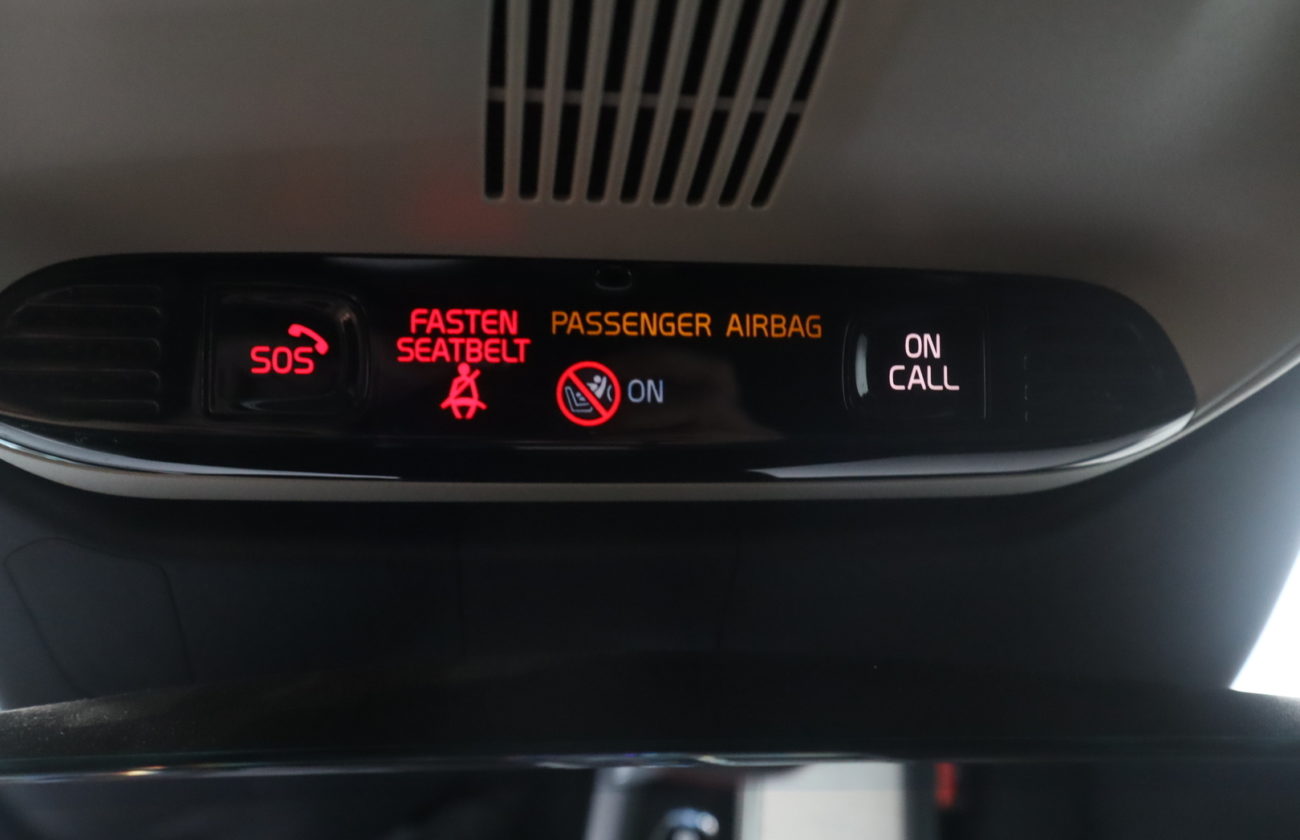 SOS
FASTEN
SEATBELT
PASSENGER AIRBAG
ON
ON
CALL